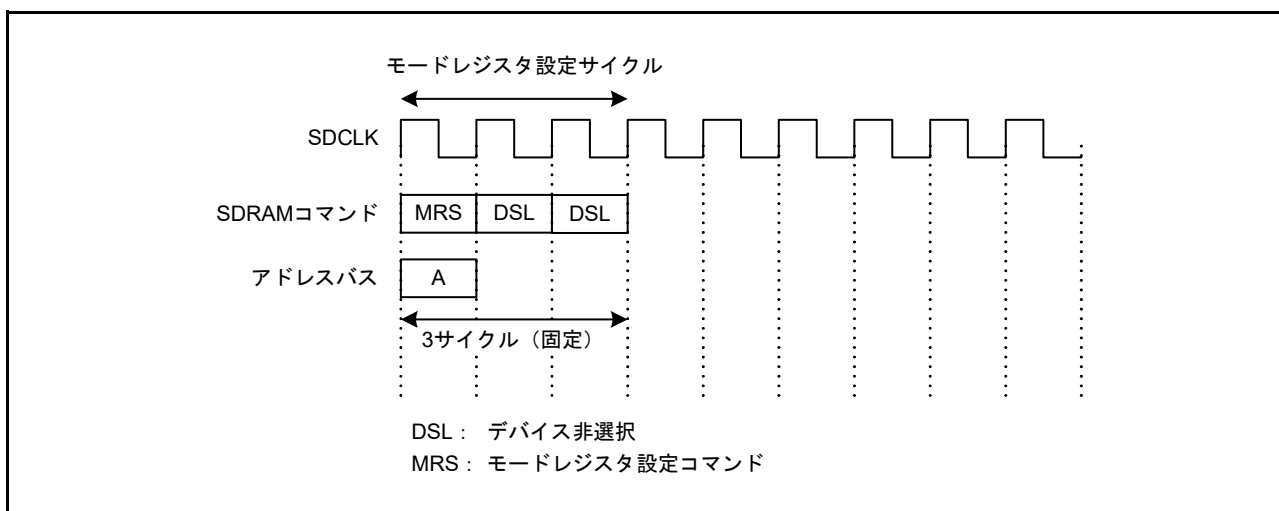 モードレジスタ設定サイクル
SDCLK
SDRAMコマンド MRS DSL DSL
アドレスバス A
3サイクル（固定）
DSL： デバイス非選択
MRS： モードレジスタ設定コマンド